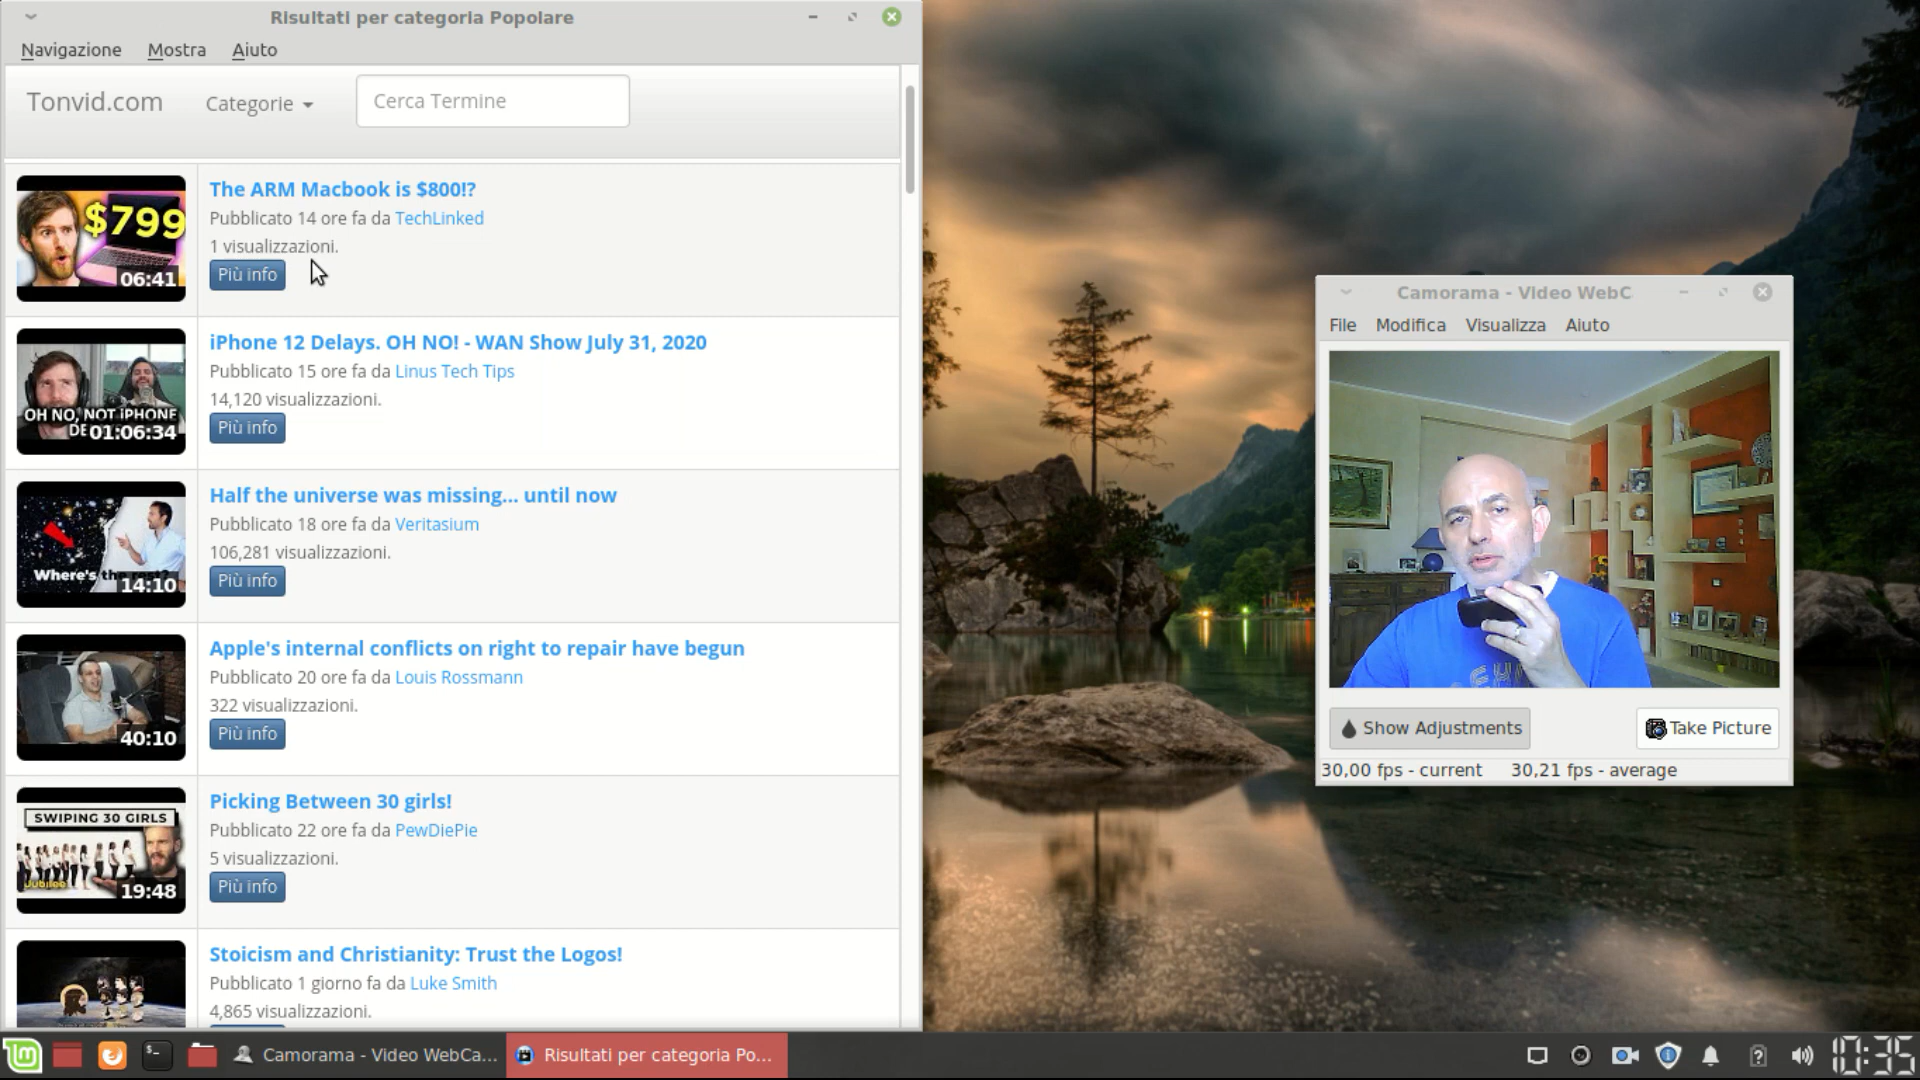 Risultati per categoria Popolare
Navigazione Mostra Aiuto
Tonvid.com Categorie Cerca Termine
$799
06:41
The ARM Macbook is $800!?
Pubblicato 14 ore fa da TechLinked
1 visualizzazioni.
Più info
OH NO, NOT iPHONE
DE 01:06:34
iPhone 12 Delays. OH NO! - WAN Show July 31, 2020
Pubblicato 15 ore fa da Linus Tech Tips
14,120 visualizzazioni.
Più info
Where's the rest?
14:10
Half the universe was missing... until now
Pubblicato 18 ore fa da Veritasium
106,281 visualizzazioni.
Più info
40:10
Apple's internal conflicts on right to repair have begun
Pubblicato 20 ore fa da Louis Rossmann
322 visualizzazioni.
Più info
SWIPING 30 GIRLS
Jubilee
19:48
Picking Between 30 girls!
Pubblicato 22 ore fa da PewDiePie
5 visualizzazioni.
Più info
Stoicism and Christianity: Trust the Logos!
Pubblicato 1 giorno fa da Luke Smith
4,865 visualizzazioni.
Camorama - Video WebC
File Modifica Visualizza Aiuto
Show Adjustments Take Picture
30,00 fps - current 30,21 fps - average
Camorama - Video WebCa...
Risultati per categoria Po...
10:35